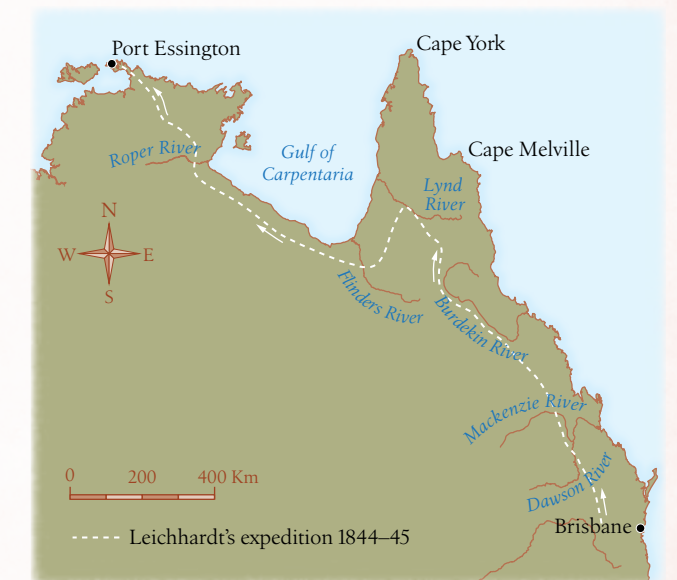 Port Essington
Cape York
Roper River
Gulf of
Carpentaria
Cape Melville
Lynd
River
N
W
E
S
Flinders River
Burdekin River
Mackenzie River
0 200 400 Km
Dawson River
Brisbane
Leichhardt's expedition 1844–45